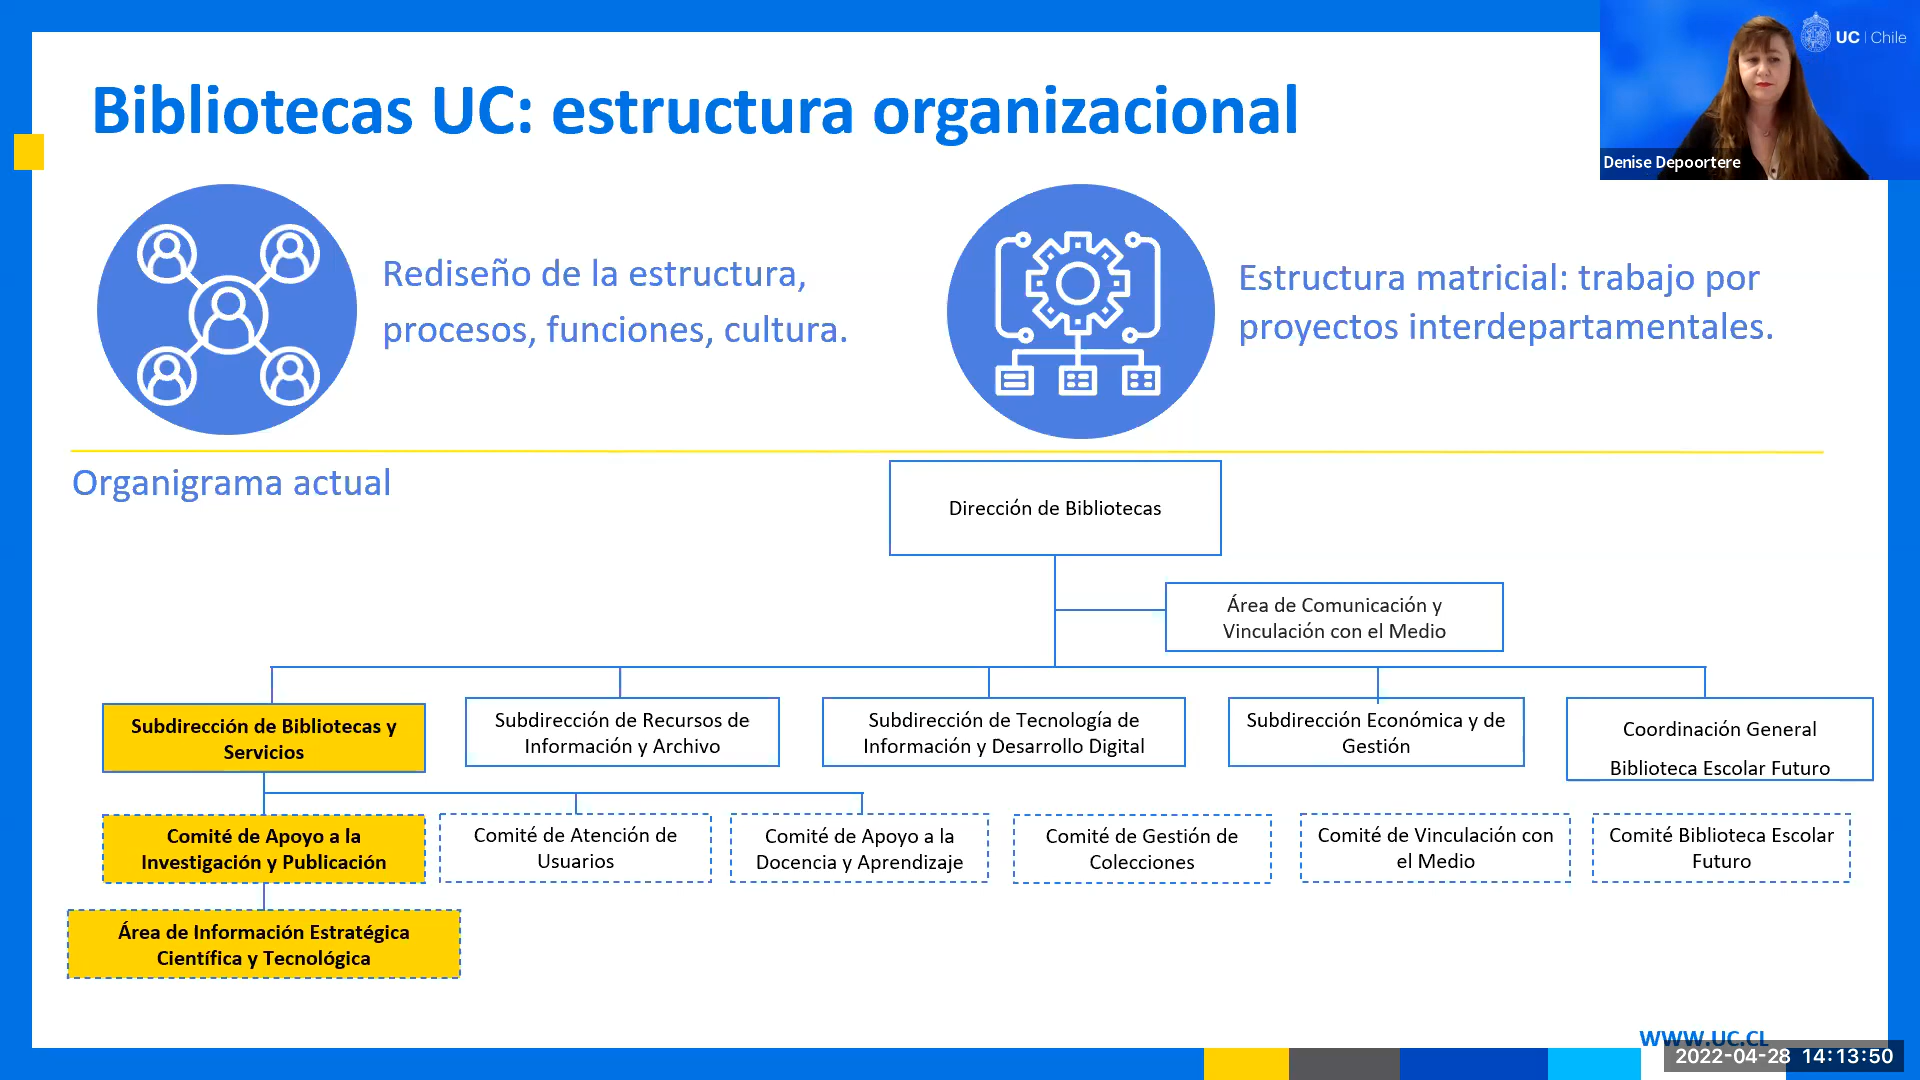 UC | Chile
Bibliotecas UC: estructura organizacional
Denise Depoortere
Rediseño de la estructura,
procesos, funciones, cultura.
Estructura matricial: trabajo por
proyectos interdepartamentales.
Organigrama actual
Dirección de Bibliotecas
Área de Comunicación y
Vinculación con el Medio
Subdirección de Bibliotecas y
Servicios
Subdirección de Recursos de
Información y Archivo
Subdirección de Tecnología de
Información y Desarrollo Digital
Subdirección Económica y de
Gestión
Coordinación General
Biblioteca Escolar Futuro
Comité de Apoyo a la
Investigación y Publicación
Comité de Atención de
Usuarios
Comité de Apoyo a la
Docencia y Aprendizaje
Comité de Gestión de
Colecciones
Comité de Vinculación con
el Medio
Comité Biblioteca Escolar
Futuro
Área de Información Estratégica
Científica y Tecnológica
WWW.UC.CL
2022-04-28 14:13:50